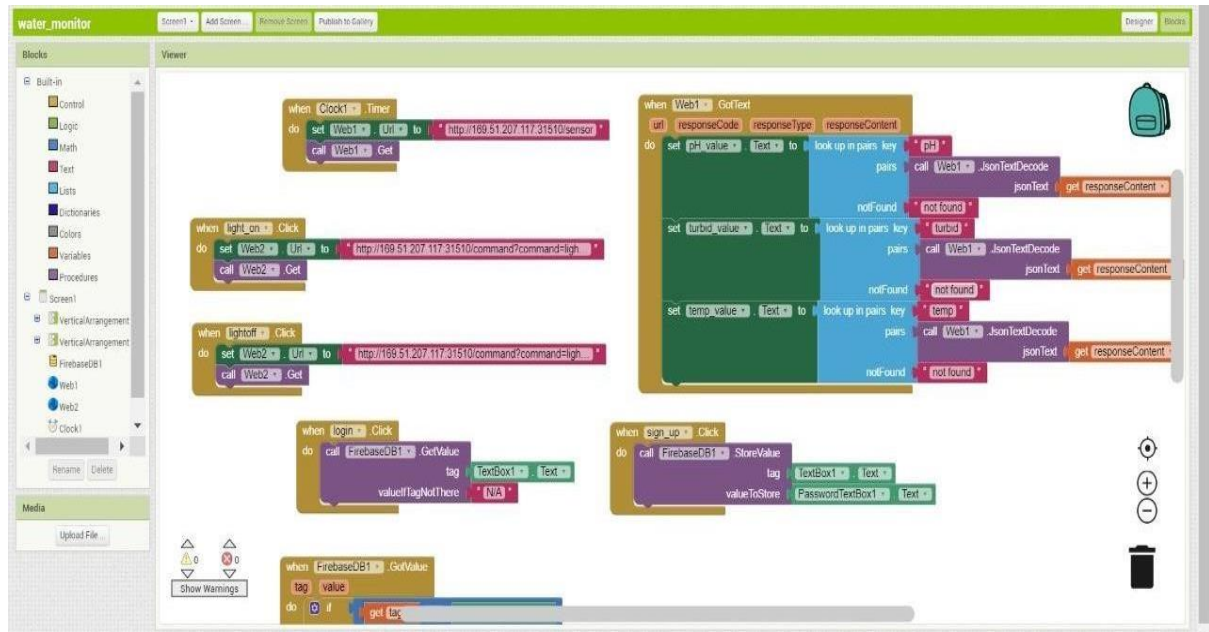 water_monitor
Screen1 Add Screen ... Remove Screen Publish to Gallery
Designer Blocks
Blocks
Viewer
Built-in
Control
Logic
Math
Text
Lists
Dictionaries
Colors
Variables
Procedures
Screen1
VerticalArrangement
VerticalArrangement
FirebaseDB1
Web1
Web2
Clock1
Rename Delete
Media
Upload File ...
when Clock1 .Timer
do set Web1 . Url to " http://169.51.207.117.31510/sensor "
call Web1 .Get
when light_on .Click
do set Web2 . Url to " http://169.51.207.117.31510/command?command=ligh... "
call Web2 .Get
when lightoff .Click
do set Web2 . Url to " http://169.51.207.117.31510/command?command=ligh... "
call Web2 .Get
when login .Click
do call FirebaseDB1 .GetValue
tag TextBox1 . Text
valueIfTagNotThere " N/A "
when Web1 .GotText
url responseCode responseType responseContent
do set pH_value . Text to look up in pairs key " pH "
pairs call Web1 .JsonTextDecode
jsonText get responseContent
notFound " not found "
set turbid_value . Text to look up in pairs key " turbid "
pairs call Web1 .JsonTextDecode
jsonText get responseContent
notFound " not found "
set temp_value . Text to look up in pairs key " temp "
pairs call Web1 .JsonTextDecode
jsonText get responseContent
notFound " not found "
when sign_up .Click
do call FirebaseDB1 .StoreValue
tag TextBox1 . Text
valueToStore PasswordTextBox1 . Text
0 0
Show Warnings
when FirebaseDB1 .GotValue
tag value
do if get